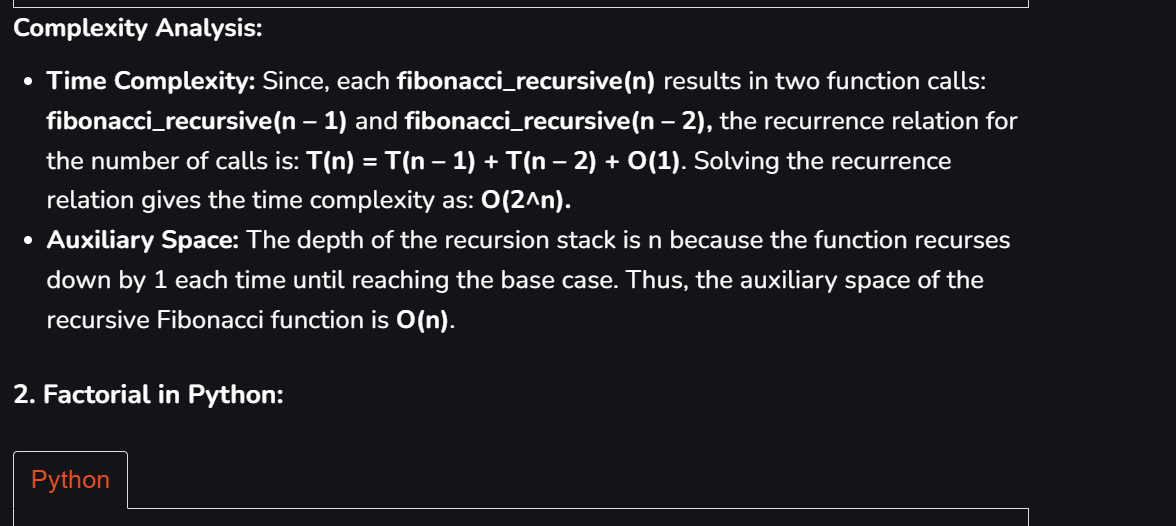 Complexity Analysis:
• Time Complexity: Since, each fibonacci_recursive(n) results in two function calls:
fibonacci_recursive(n – 1) and fibonacci_recursive(n – 2), the recurrence relation for
the number of calls is: T(n) = T(n – 1) + T(n – 2) + O(1). Solving the recurrence
relation gives the time complexity as: O(2^n).
• Auxiliary Space: The depth of the recursion stack is n because the function recurses
down by 1 each time until reaching the base case. Thus, the auxiliary space of the
recursive Fibonacci function is O(n).
2. Factorial in Python:
Python